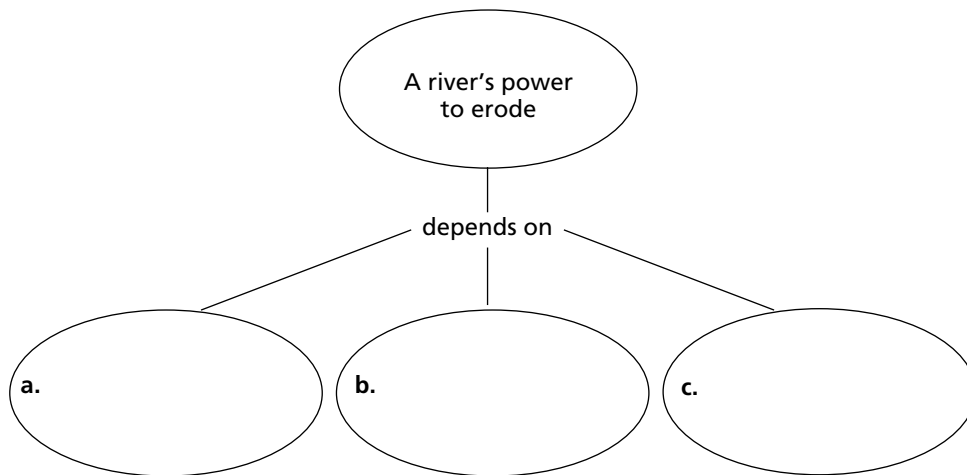 A river's power
to erode
depends on
a.
b.
c.